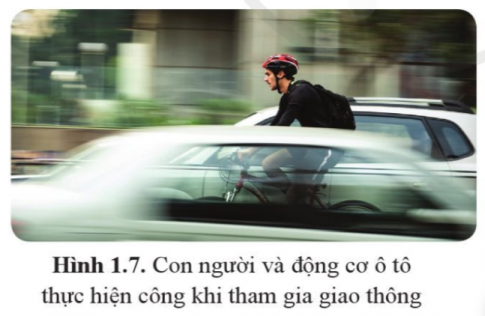 Hình 1.7. Con người và động cơ ô tô
thực hiện công khi tham gia giao thông